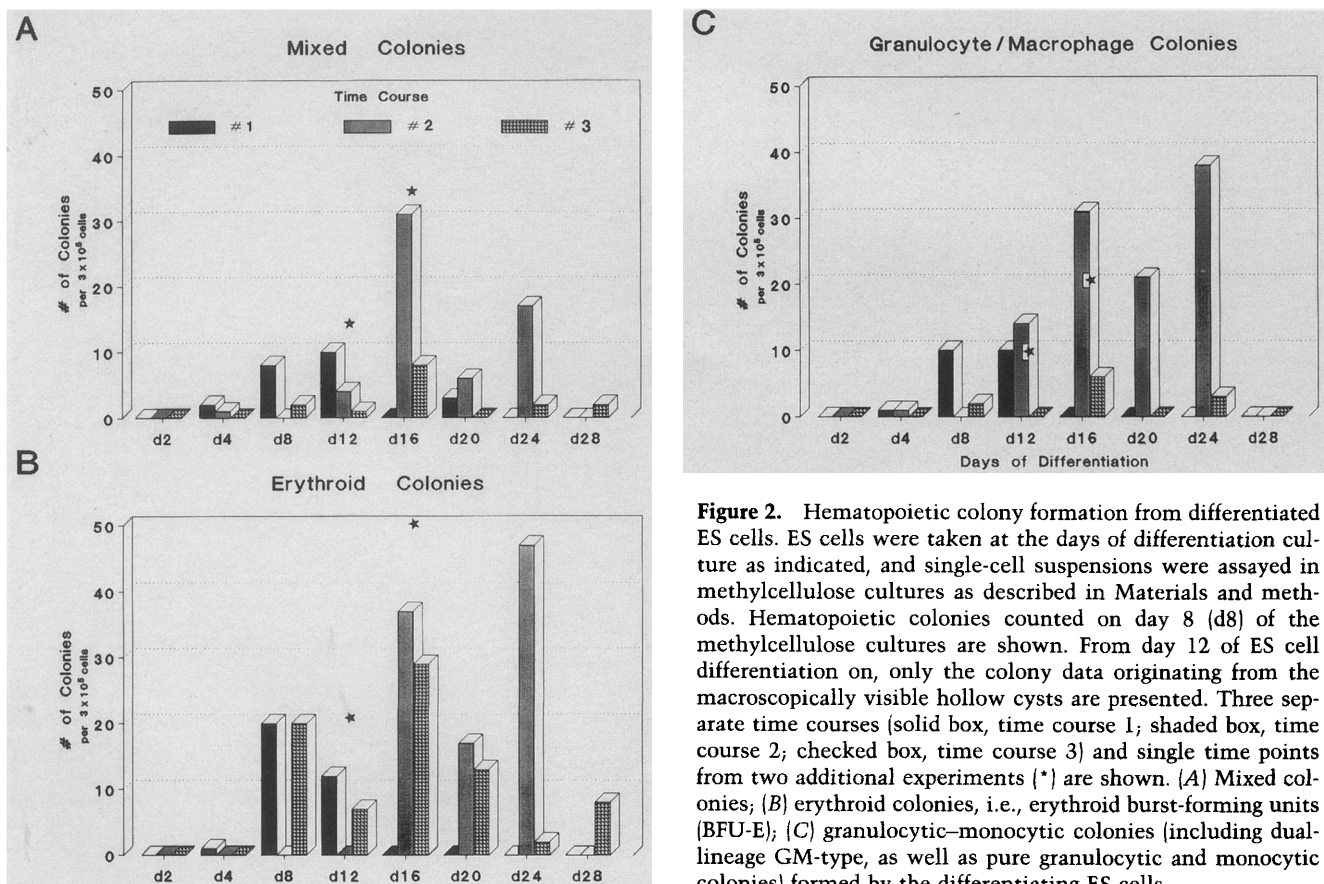 A
Mixed Colonies
Time Course
# 1
# 2
# 3
# of Colonies
per 3 x 10⁵ cells
50
40
30
20
10
0
d2 d4 d8 d12 d16 d20 d24 d28
B
Erythroid Colonies
# of Colonies
per 3 x 10⁵ cells
50
40
30
20
10
0
d2 d4 d8 d12 d16 d20 d24 d28
C
Granulocyte/Macrophage Colonies
# of Colonies
per 3 x 10⁵ cells
50
40
30
20
10
0
d2 d4 d8 d12 d16 d20 d24 d28
Days of Differentiation
Figure 2. Hematopoietic colony formation from differentiated
ES cells. ES cells were taken at the days of differentiation cul-
ture as indicated, and single-cell suspensions were assayed in
methylcellulose cultures as described in Materials and meth-
ods. Hematopoietic colonies counted on day 8 (d8) of the
methylcellulose cultures are shown. From day 12 of ES cell
differentiation on, only the colony data originating from the
macroscopically visible hollow cysts are presented. Three sep-
arate time courses (solid box, time course 1; shaded box, time
course 2; checked box, time course 3) and single time points
from two additional experiments (*) are shown. (A) Mixed col-
onies; (B) erythroid colonies, i.e., erythroid burst-forming units
(BFU-E); (C) granulocytic–monocytic colonies (including dual-
lineage GM-type, as well as pure granulocytic and monocytic
colonies) formed by the differentiating ES cells